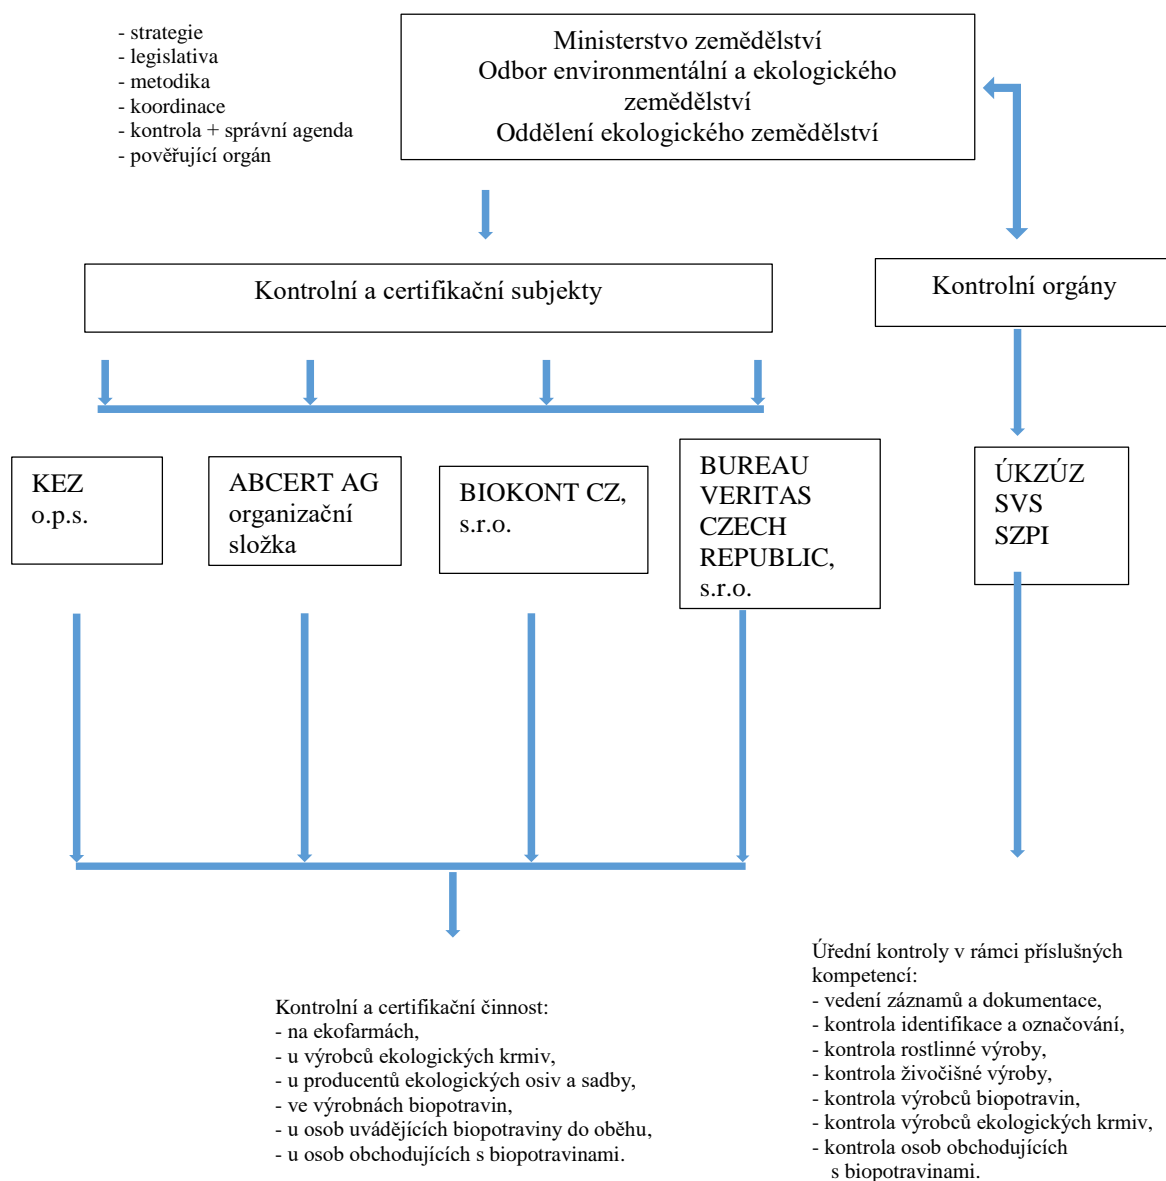 - strategie
- legislativa
- metodika
- koordinace
- kontrola + správní agenda
- pověřující orgán
Ministerstvo zemědělství
Odbor environmentální a ekologického
zemědělství
Oddělení ekologického zemědělství
Kontrolní a certifikační subjekty
Kontrolní orgány
KEZ
o.p.s.
ABCERT AG
organizační
složka
BIOKONT CZ,
s.r.o.
BUREAU
VERITAS
CZECH
REPUBLIC,
s.r.o.
ÚKZÚZ
SVS
SZPI
Kontrolní a certifikační činnost:
- na ekofarmách,
- u výrobců ekologických krmiv,
- u producentů ekologických osiv a sadby,
- ve výrobnách biopotravin,
- u osob uvádějících biopotraviny do oběhu,
- u osob obchodujících s biopotravinami.
Úřední kontroly v rámci příslušných
kompetencí:
- vedení záznamů a dokumentace,
- kontrola identifikace a označování,
- kontrola rostlinné výroby,
- kontrola živočišné výroby,
- kontrola výrobců biopotravin,
- kontrola výrobců ekologických krmiv,
- kontrola osob obchodujících
s biopotravinami.